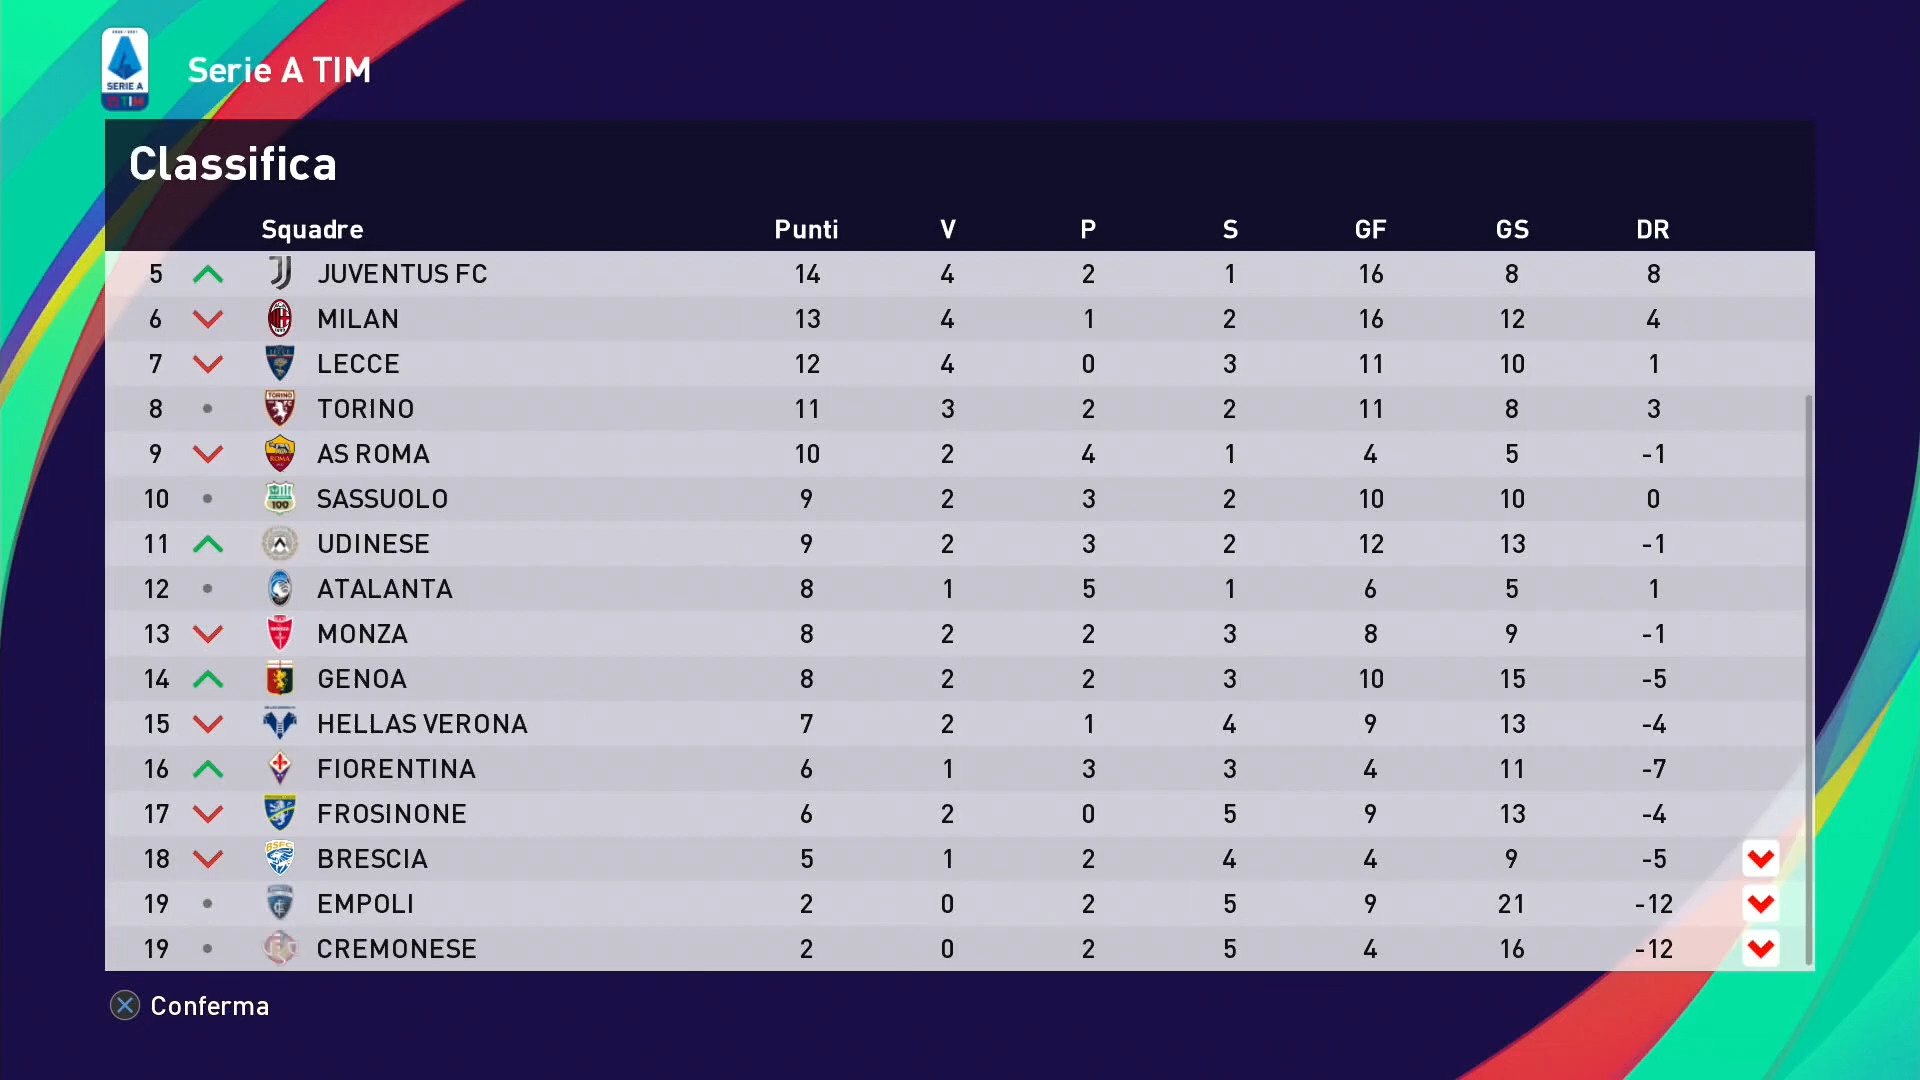 SERIE A
TIM
Serie A TIM
Classifica
Squadre Punti V P S GF GS DR
5 JUVENTUS FC 14 4 2 1 16 8 8
6 MILAN 13 4 1 2 16 12 4
7 LECCE 12 4 0 3 11 10 1
8 TORINO 11 3 2 2 11 8 3
9 AS ROMA 10 2 4 1 4 5 -1
10 SASSUOLO 9 2 3 2 10 10 0
11 UDINESE 9 2 3 2 12 13 -1
12 ATALANTA 8 1 5 1 6 5 1
13 MONZA 8 2 2 3 8 9 -1
14 GENOA 8 2 2 3 10 15 -5
15 HELLAS VERONA 7 2 1 4 9 13 -4
16 FIORENTINA 6 1 3 3 4 11 -7
17 FROSINONE 6 2 0 5 9 13 -4
18 BRESCIA 5 1 2 4 4 9 -5
19 EMPOLI 2 0 2 5 9 21 -12
19 CREMONESE 2 0 2 5 4 16 -12
Conferma